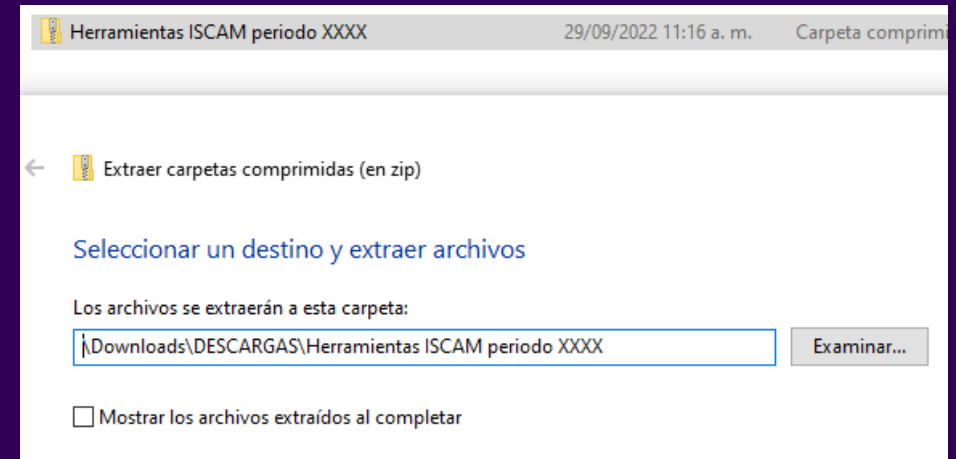 Herramientas ISCAM periodo XXXX 29/09/2022 11:16 a. m. Carpeta comprimi
Extraer carpetas comprimidas (en zip)
Seleccionar un destino y extraer archivos
Los archivos se extraerán a esta carpeta:
\Downloads\DESCARGAS\Herramientas ISCAM periodo XXXX Examinar...
Mostrar los archivos extraídos al completar